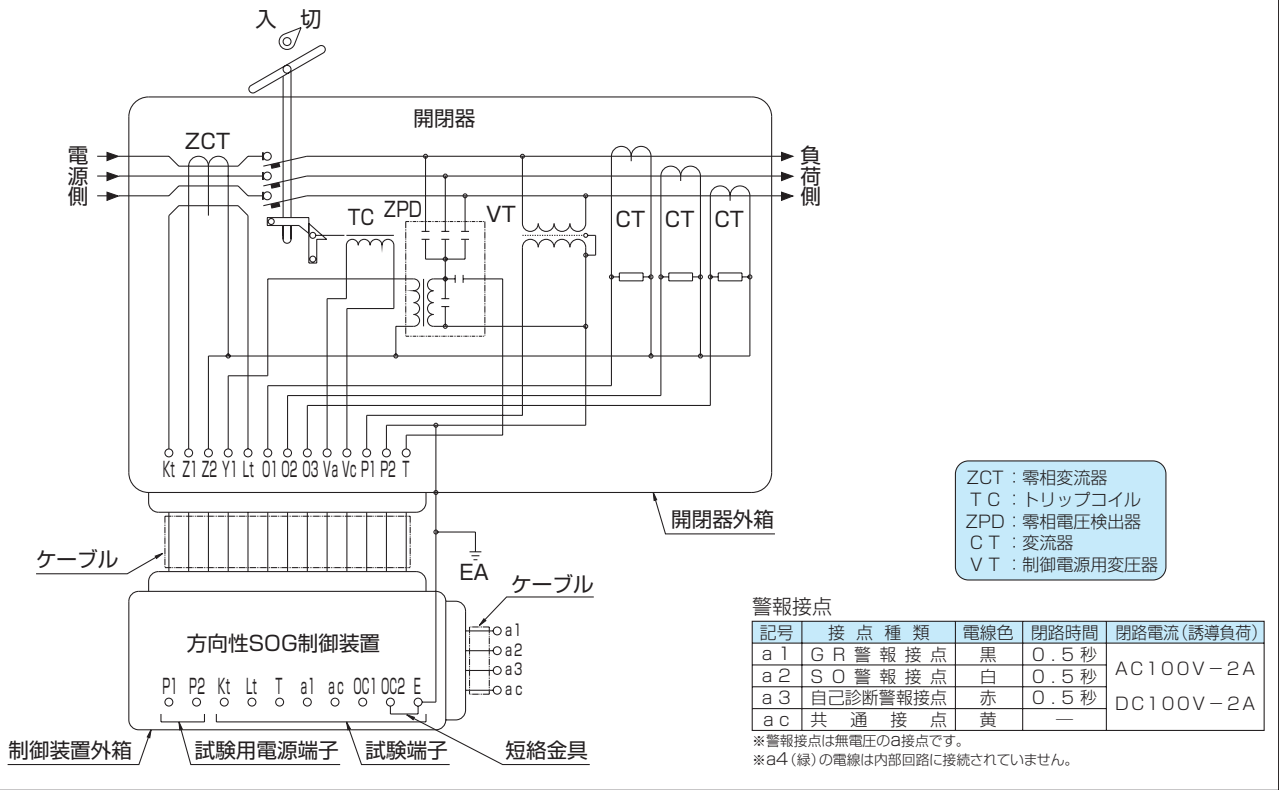 入 切
開閉器
ZCT
電源側
負荷側
TC
ZPD
VT
CT CT CT
Kt Z1 Z2 Y1 Lt O1 O2 O3 Va Vc P1 P2 T
開閉器外箱
ケーブル
EA
ケーブル
方向性SOG制御装置
P1 P2 Kt Lt T a1 ac OC1 OC2 E
a1
a2
a3
ac
制御装置外箱
試験用電源端子
試験端子
短絡金具
ZCT：零相変流器
TC：トリップコイル
ZPD：零相電圧検出器
CT：変流器
VT：制御電源用変圧器
警報接点
記号 接点種類 電線色 閉路時間 閉路電流(誘導負荷)
a1 GR警報接点 黒 0.5秒 AC100V－2A
a2 SO警報接点 白 0.5秒
a3 自己診断警報接点 赤 0.5秒 DC100V－2A
ac 共通接点 黄 ―
※警報接点は無電圧のa接点です。
※a4(緑)の電線は内部回路に接続されていません。